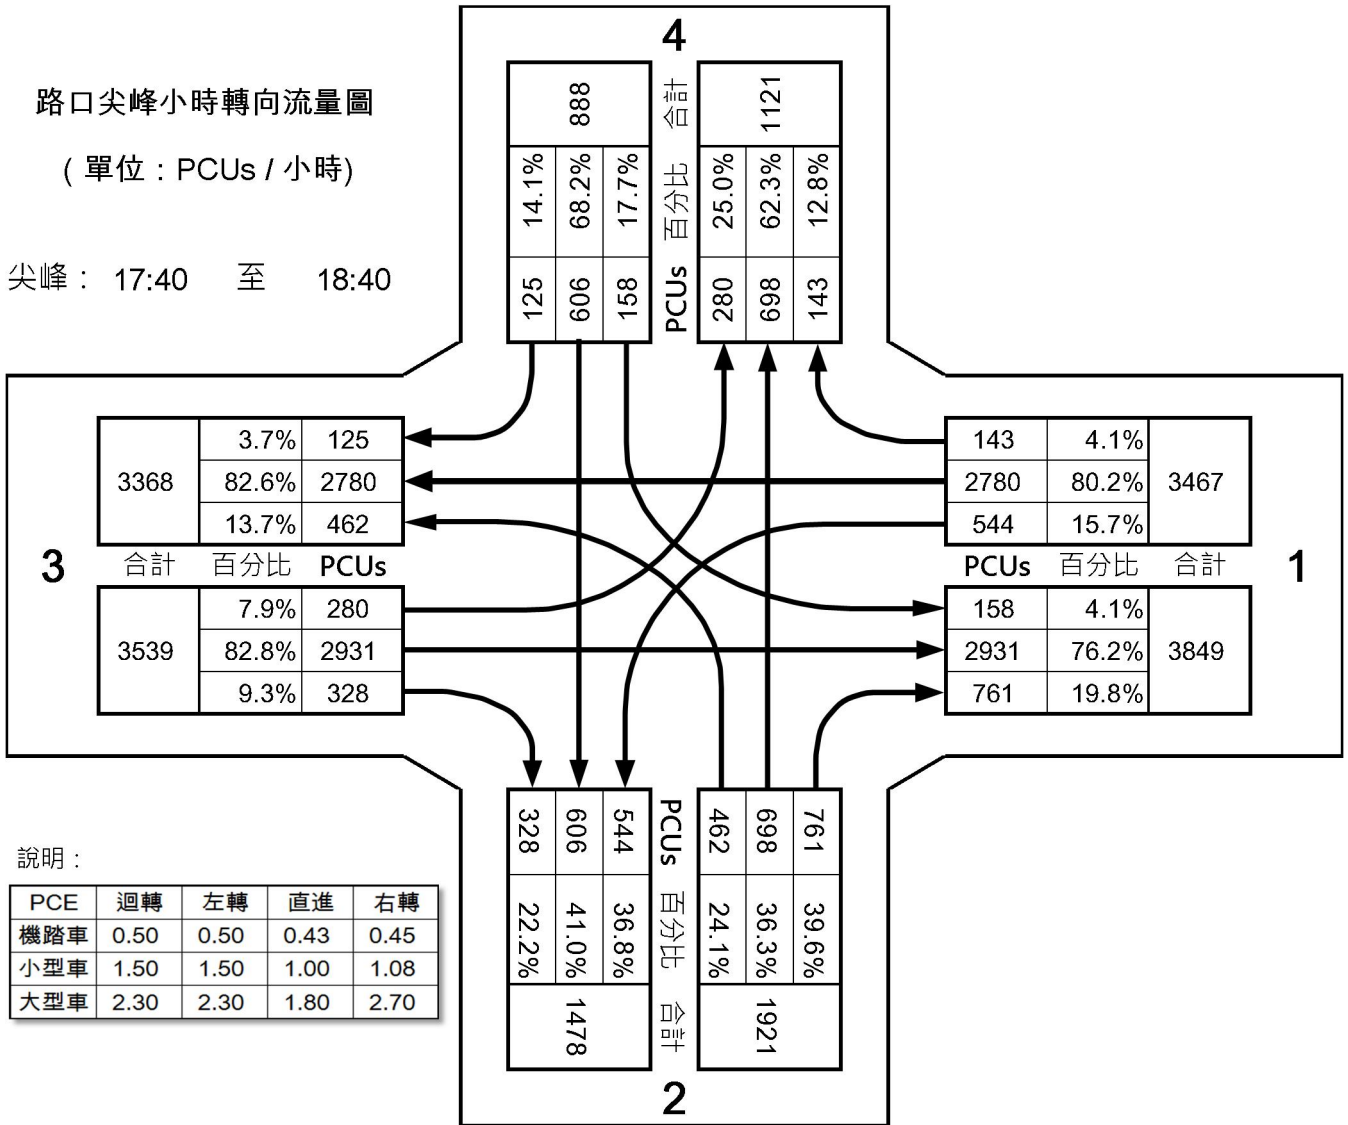 路口尖峰小時轉向流量圖
( 單位：PCUs / 小時)
尖峰： 17:40 至 18:40
4
888 合計 1121
14.1% 68.2% 17.7% 百分比 25.0% 62.3% 12.8%
125 606 158 PCUs 280 698 143
3
3368 3.7% 125
82.6% 2780
13.7% 462
合計 百分比 PCUs
3539 7.9% 280
82.8% 2931
9.3% 328
143 4.1% 3467
2780 80.2%
544 15.7%
PCUs 百分比 合計
158 4.1% 3849
2931 76.2%
761 19.8%
1
328 606 544 PCUs 462 698 761
22.2% 41.0% 36.8% 百分比 24.1% 36.3% 39.6%
1478 合計 1921
2
說明：
PCE 迴轉 左轉 直進 右轉
機踏車 0.50 0.50 0.43 0.45
小型車 1.50 1.50 1.00 1.08
大型車 2.30 2.30 1.80 2.70